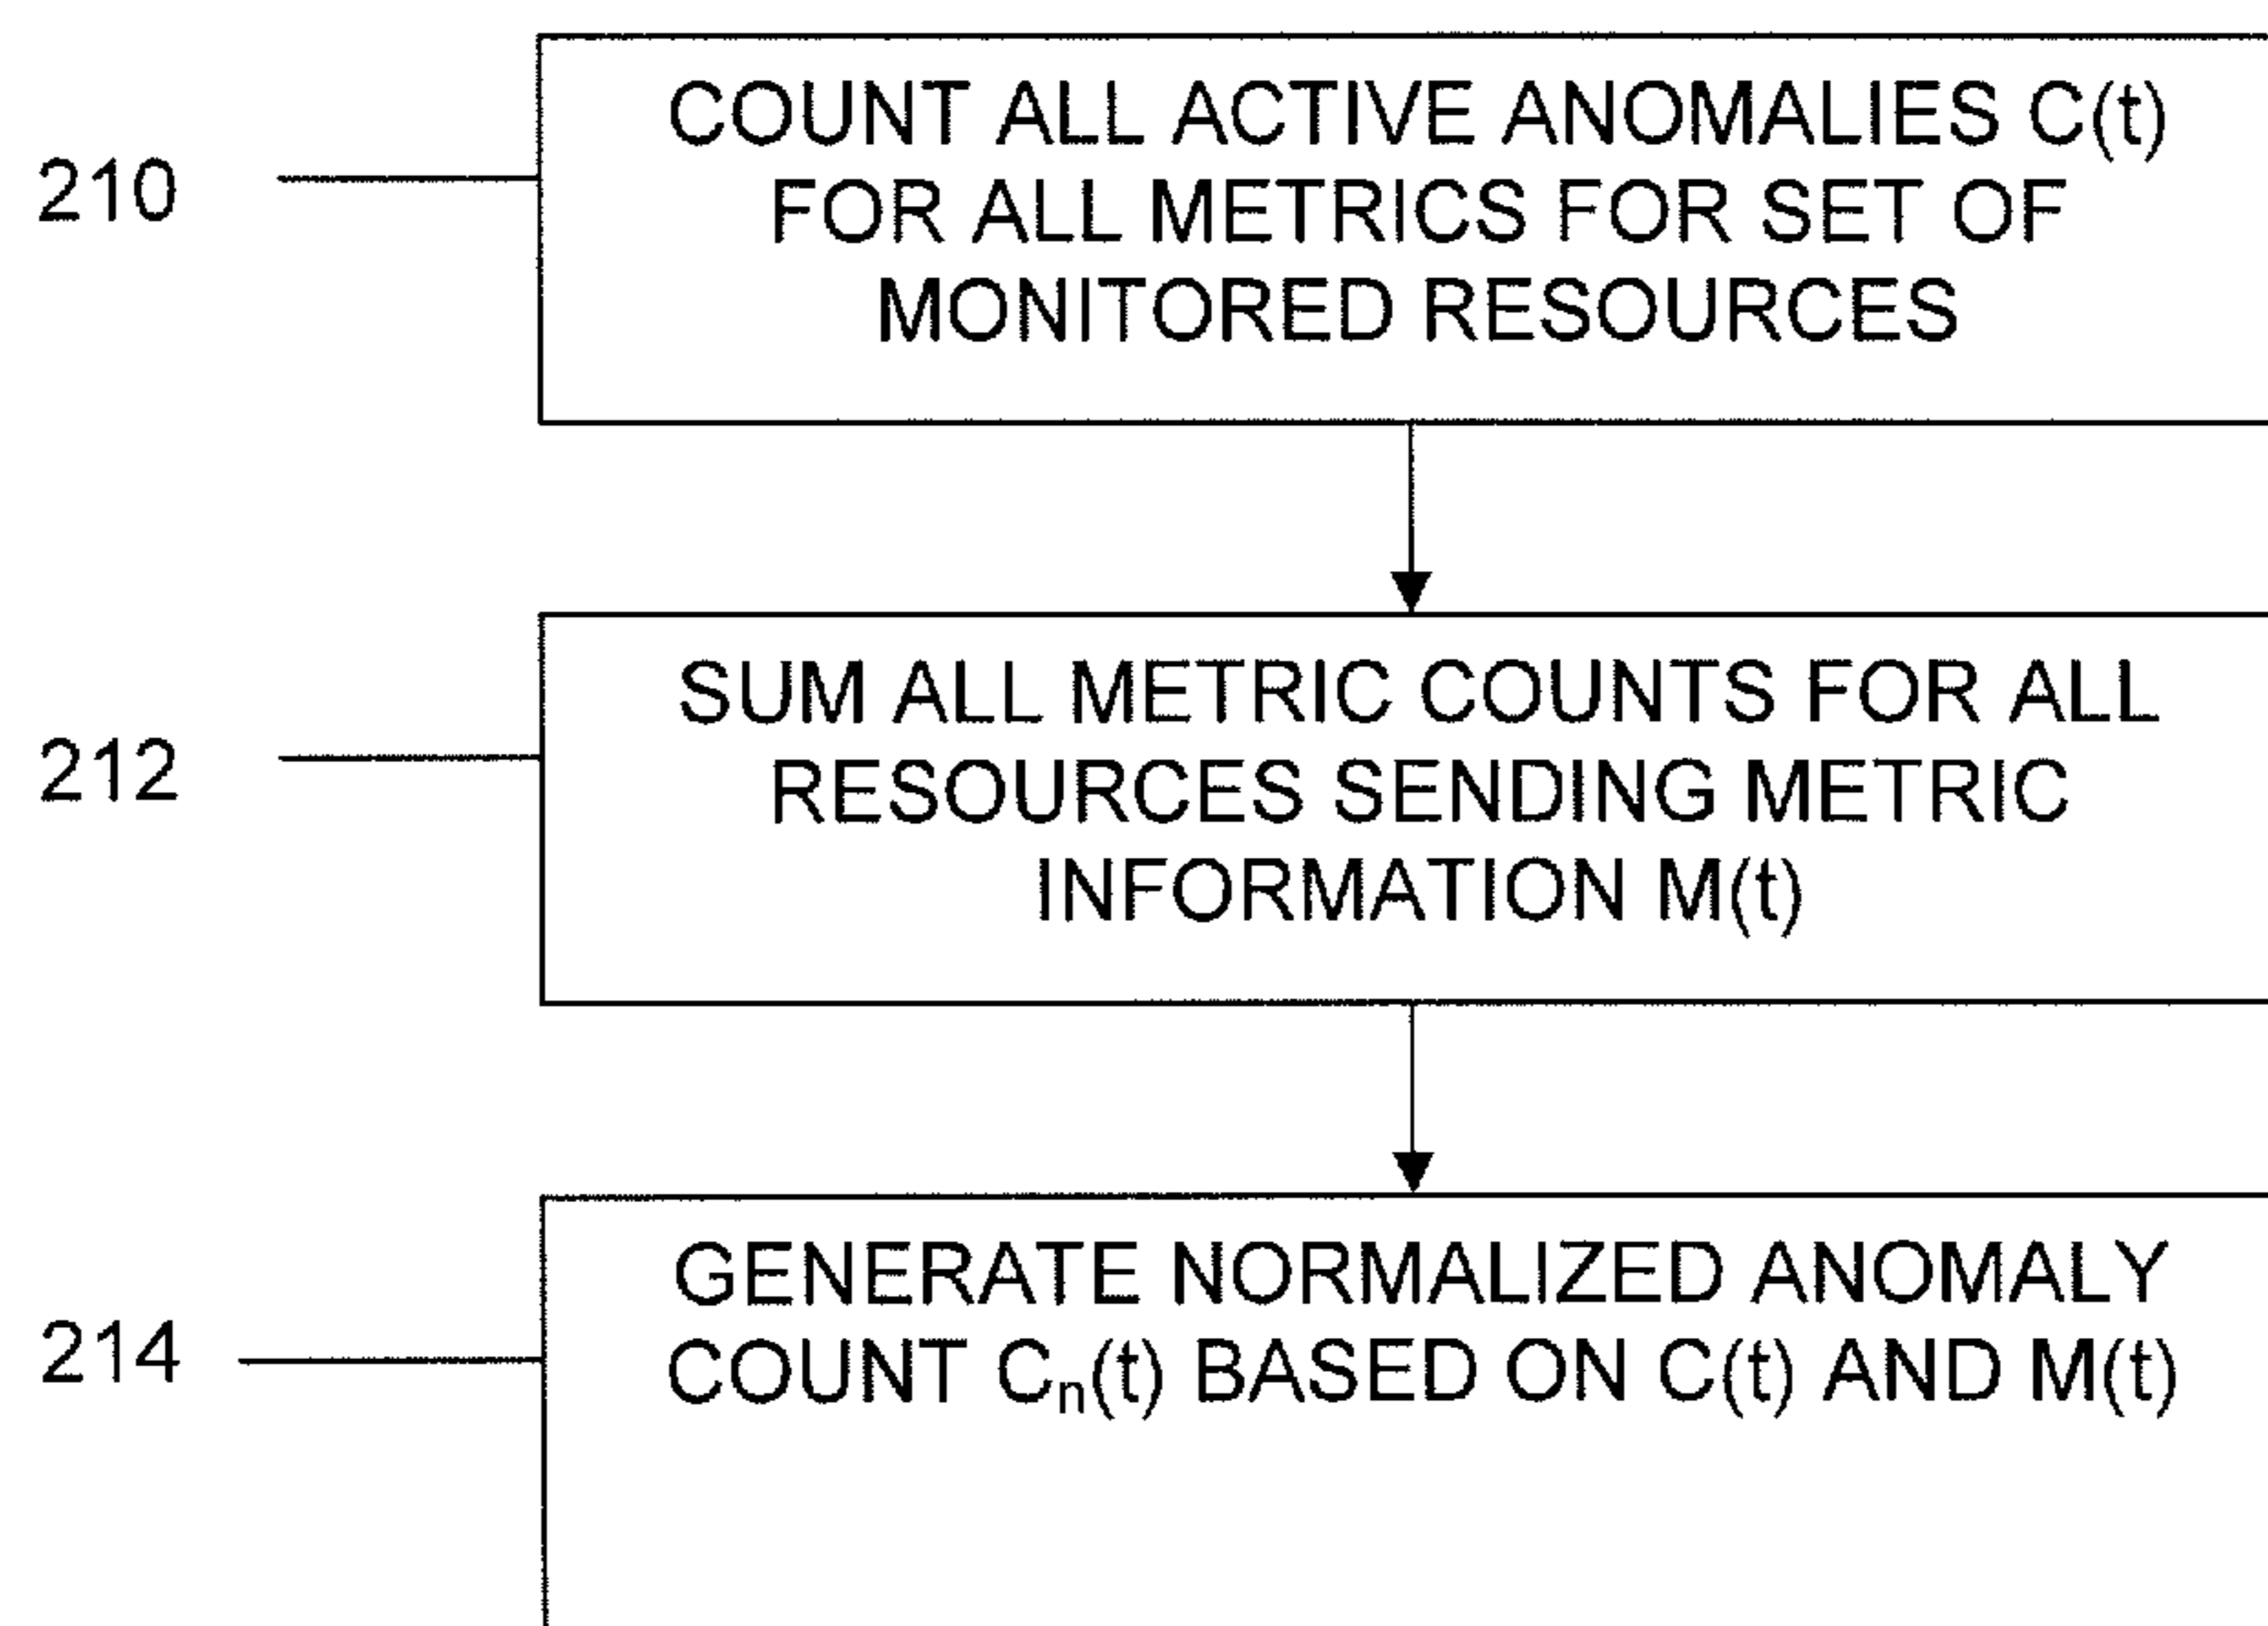 210
COUNT ALL ACTIVE ANOMALIES C(t)
FOR ALL METRICS FOR SET OF
MONITORED RESOURCES
212
SUM ALL METRIC COUNTS FOR ALL
RESOURCES SENDING METRIC
INFORMATION M(t)
214
GENERATE NORMALIZED ANOMALY
COUNT Cₙ(t) BASED ON C(t) AND M(t)